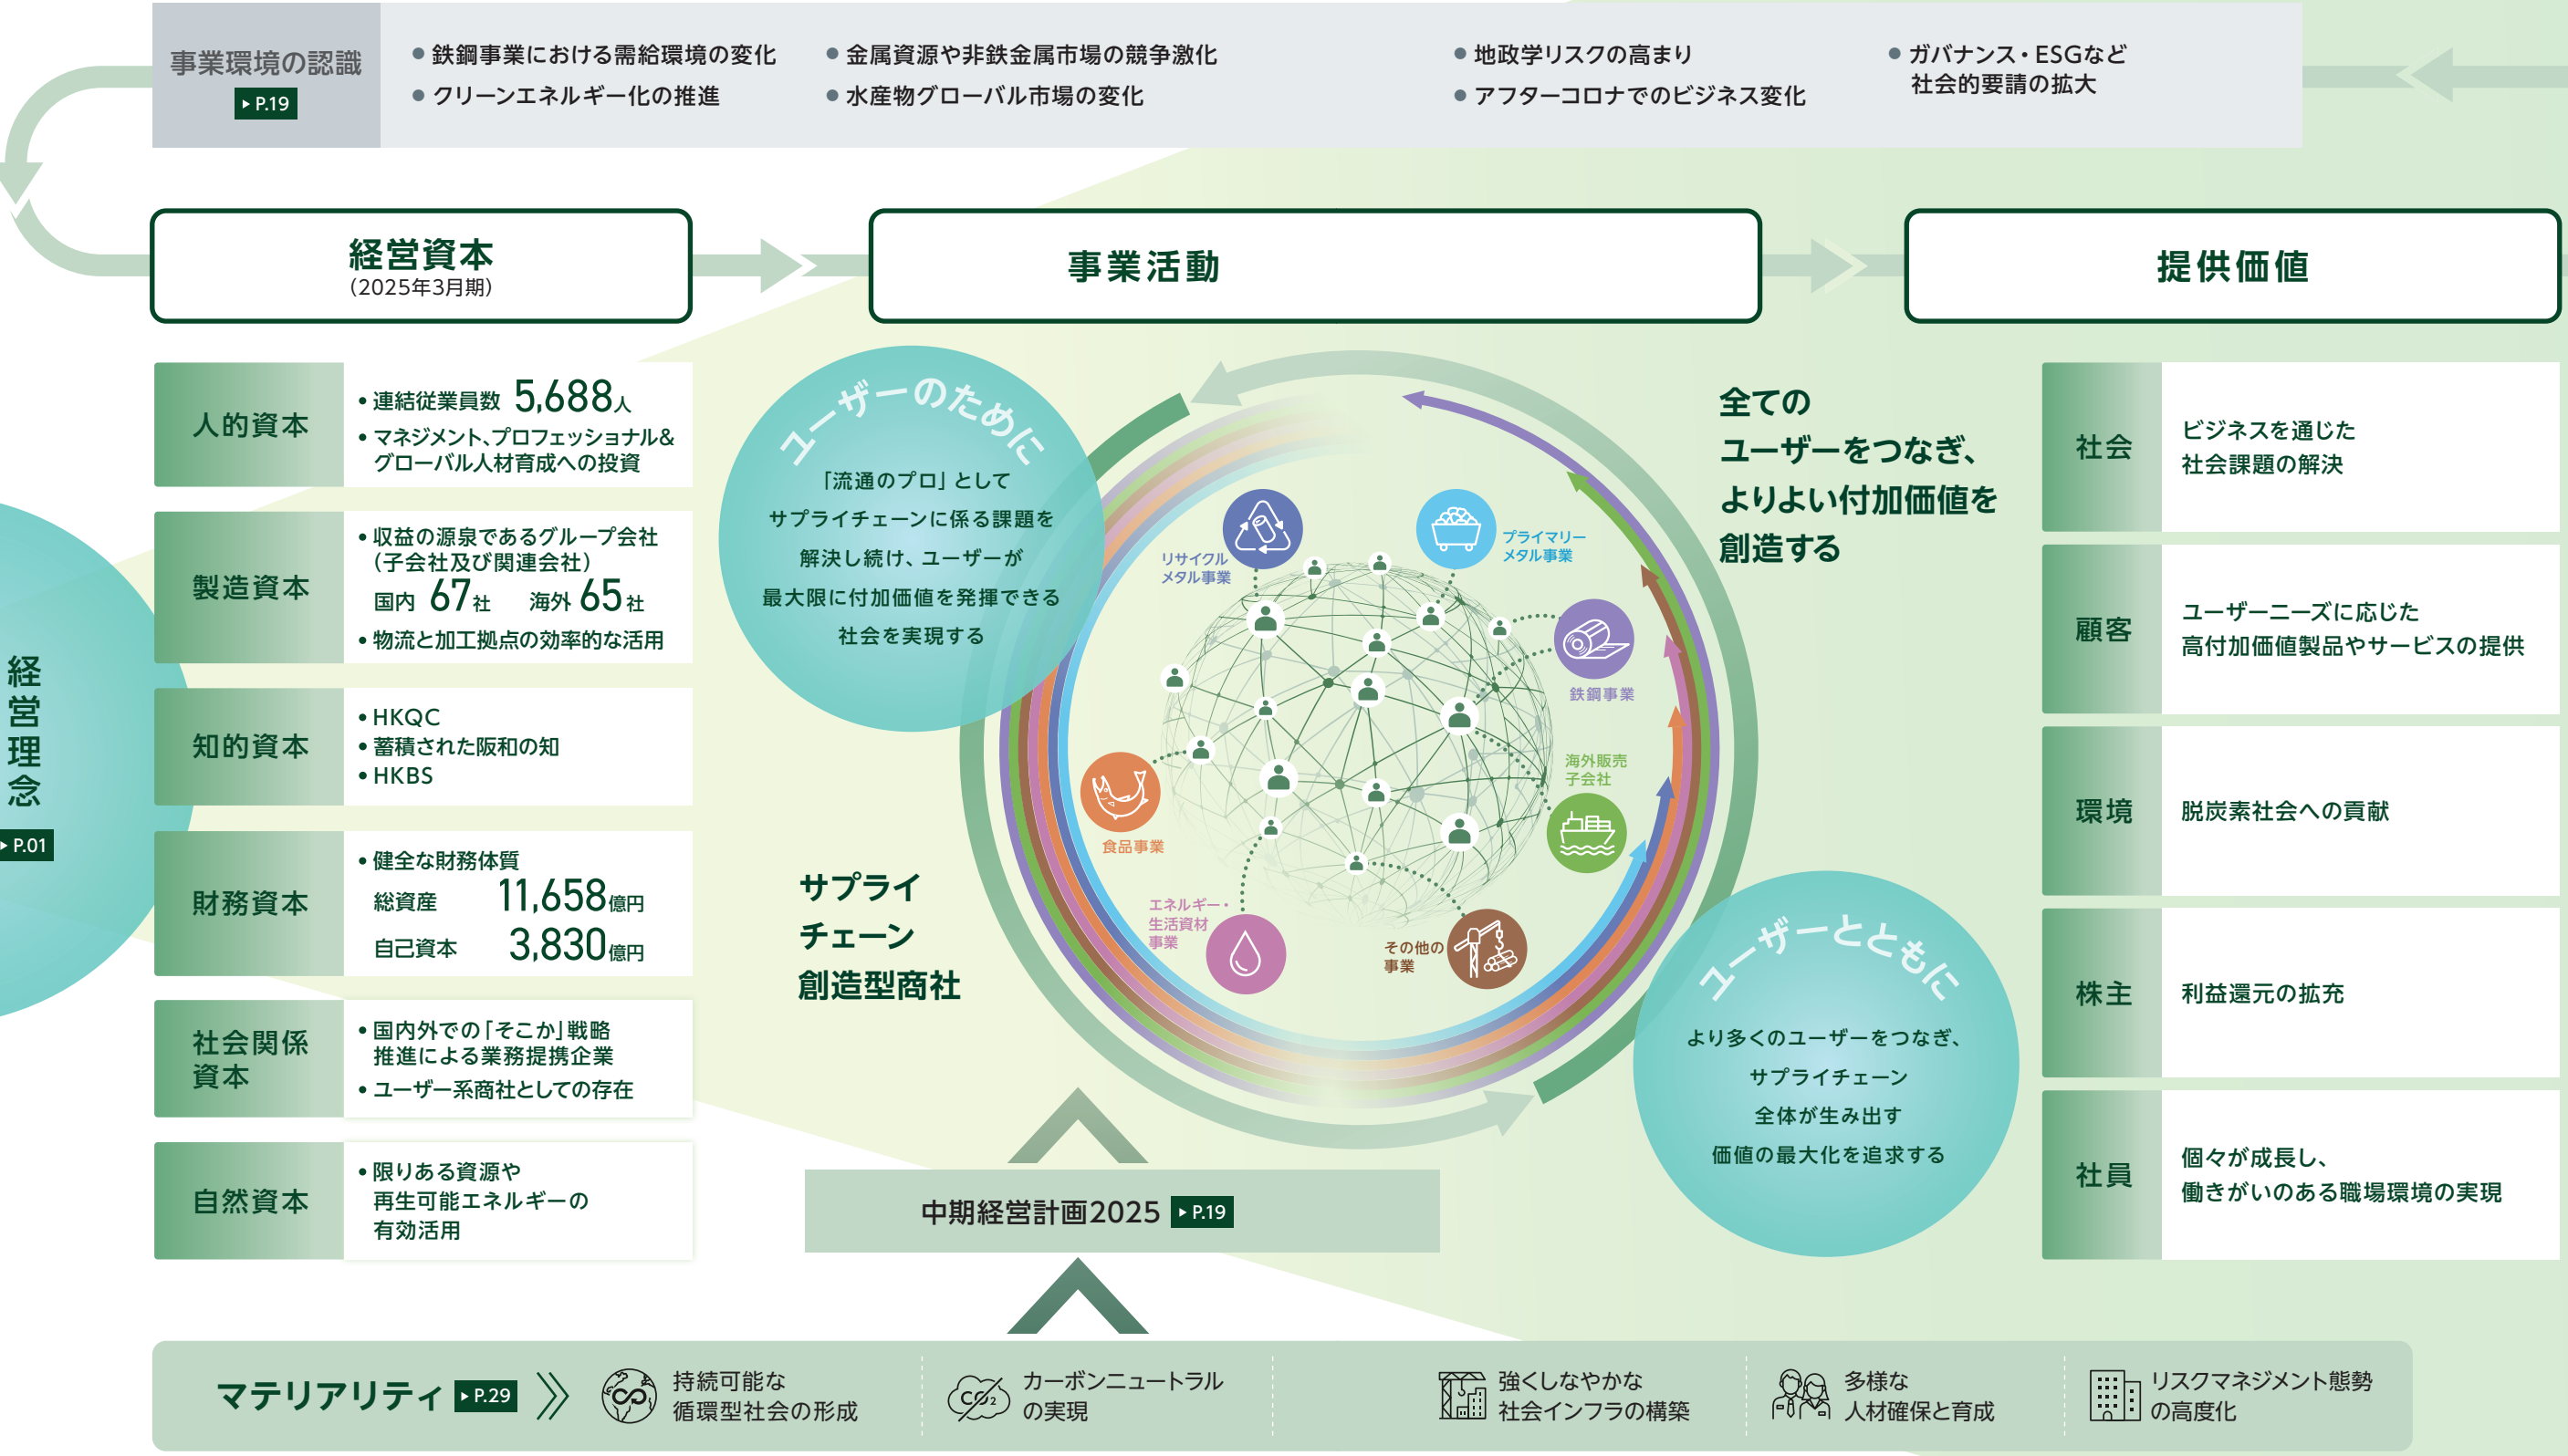 事業環境の認識
P.19
● 鉄鋼事業における需給環境の変化
● クリーンエネルギー化の推進
● 金属資源や非鉄金属市場の競争激化
● 水産物グローバル市場の変化
● 地政学リスクの高まり
● アフターコロナでのビジネス変化
● ガバナンス・ESGなど
社会的要請の拡大
経営理念
P.01
経営資本
(2025年3月期)
人的資本
• 連結従業員数 5,688人
• マネジメント、プロフェッショナル&
グローバル人材育成への投資
製造資本
• 収益の源泉であるグループ会社
(子会社及び関連会社)
国内 67社 海外 65社
• 物流と加工拠点の効率的な活用
知的資本
• HKQC
• 蓄積された阪和の知
• HKBS
財務資本
• 健全な財務体質
総資産 11,658億円
自己資本 3,830億円
社会関係
資本
• 国内外での「そこか」戦略
推進による業務提携企業
• ユーザー系商社としての存在
自然資本
• 限りある資源や
再生可能エネルギーの
有効活用
事業活動
ユーザーのために
「流通のプロ」として
サプライチェーンに係る課題を
解決し続け、ユーザーが
最大限に付加価値を発揮できる
社会を実現する
全ての
ユーザーをつなぎ、
よりよい付加価値を
創造する
リサイクル
メタル事業
プライマリー
メタル事業
鉄鋼事業
海外販売
子会社
食品事業
エネルギー・
生活資材
事業
その他の
事業
サプライ
チェーン
創造型商社
ユーザーとともに
より多くのユーザーをつなぎ、
サプライチェーン
全体が生み出す
価値の最大化を追求する
中期経営計画2025 P.19
提供価値
社会
ビジネスを通じた
社会課題の解決
顧客
ユーザーニーズに応じた
高付加価値製品やサービスの提供
環境
脱炭素社会への貢献
株主
利益還元の拡充
社員
個々が成長し、
働きがいのある職場環境の実現
マテリアリティ P.29
持続可能な
循環型社会の形成
CO2
カーボンニュートラル
の実現
強くしなやかな
社会インフラの構築
多様な
人材確保と育成
リスクマネジメント態勢
の高度化